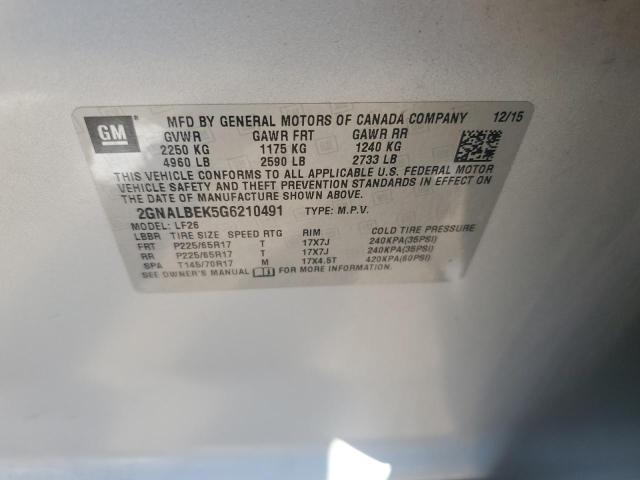 GM
MFD BY GENERAL MOTORS OF CANADA COMPANY 12/15
GVWR GAWR FRT GAWR RR
2250 KG 1175 KG 1240 KG
4960 LB 2590 LB 2733 LB
THIS VEHICLE CONFORMS TO ALL APPLICABLE U.S. FEDERAL MOTOR
VEHICLE SAFETY AND THEFT PREVENTION STANDARDS IN EFFECT ON
THE DATE OF MANUFACTURE SHOWN ABOVE.
2GNALBEK5G6210491 TYPE: M.P.V.
MODEL: LF26
LBBR TIRE SIZE SPEED RTG RIM COLD TIRE PRESSURE
FRT P225/65R17 T 17X7J 240KPA(35PSI)
RR P225/65R17 T 17X7J 240KPA(35PSI)
SPA T145/70R17 M 17X4.5T 420KPA(60PSI)
SEE OWNER'S MANUAL FOR MORE INFORMATION.